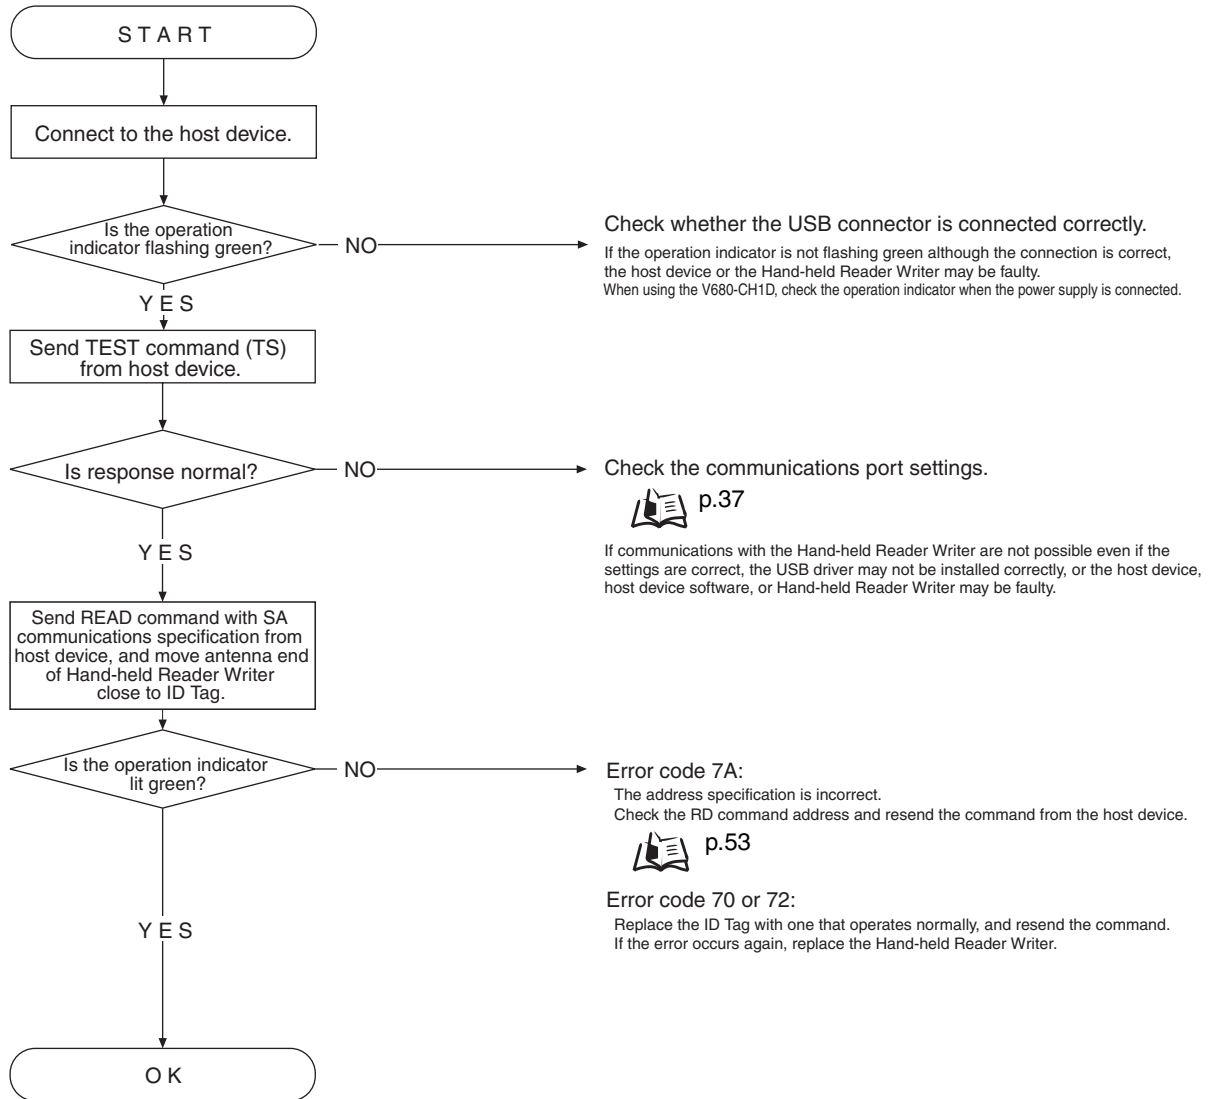 START
Connect to the host device.
Is the operation
indicator flashing green?
NO
Check whether the USB connector is connected correctly.
If the operation indicator is not flashing green although the connection is correct,
the host device or the Hand-held Reader Writer may be faulty.
When using the V680-CH1D, check the operation indicator when the power supply is connected.
YES
Send TEST command (TS)
from host device.
Is response normal?
NO
Check the communications port settings.
p.37
If communications with the Hand-held Reader Writer are not possible even if the
settings are correct, the USB driver may not be installed correctly, or the host device,
host device software, or Hand-held Reader Writer may be faulty.
YES
Send READ command with SA
communications specification from
host device, and move antenna end
of Hand-held Reader Writer
close to ID Tag.
Is the operation indicator
lit green?
NO
Error code 7A:
The address specification is incorrect.
Check the RD command address and resend the command from the host device.
p.53
Error code 70 or 72:
Replace the ID Tag with one that operates normally, and resend the command.
If the error occurs again, replace the Hand-held Reader Writer.
YES
OK